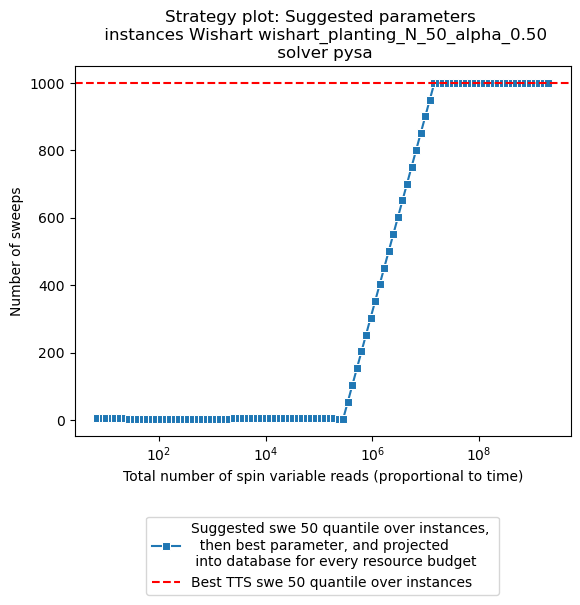 Strategy plot: Suggested parameters
instances Wishart wishart_planting_N_50_alpha_0.50
solver pysa
1000
800
600
400
200
0
Number of sweeps
10^2
10^4
10^6
10^8
Total number of spin variable reads (proportional to time)
Suggested swe 50 quantile over instances,
then best parameter, and projected
into database for every resource budget
Best TTS swe 50 quantile over instances